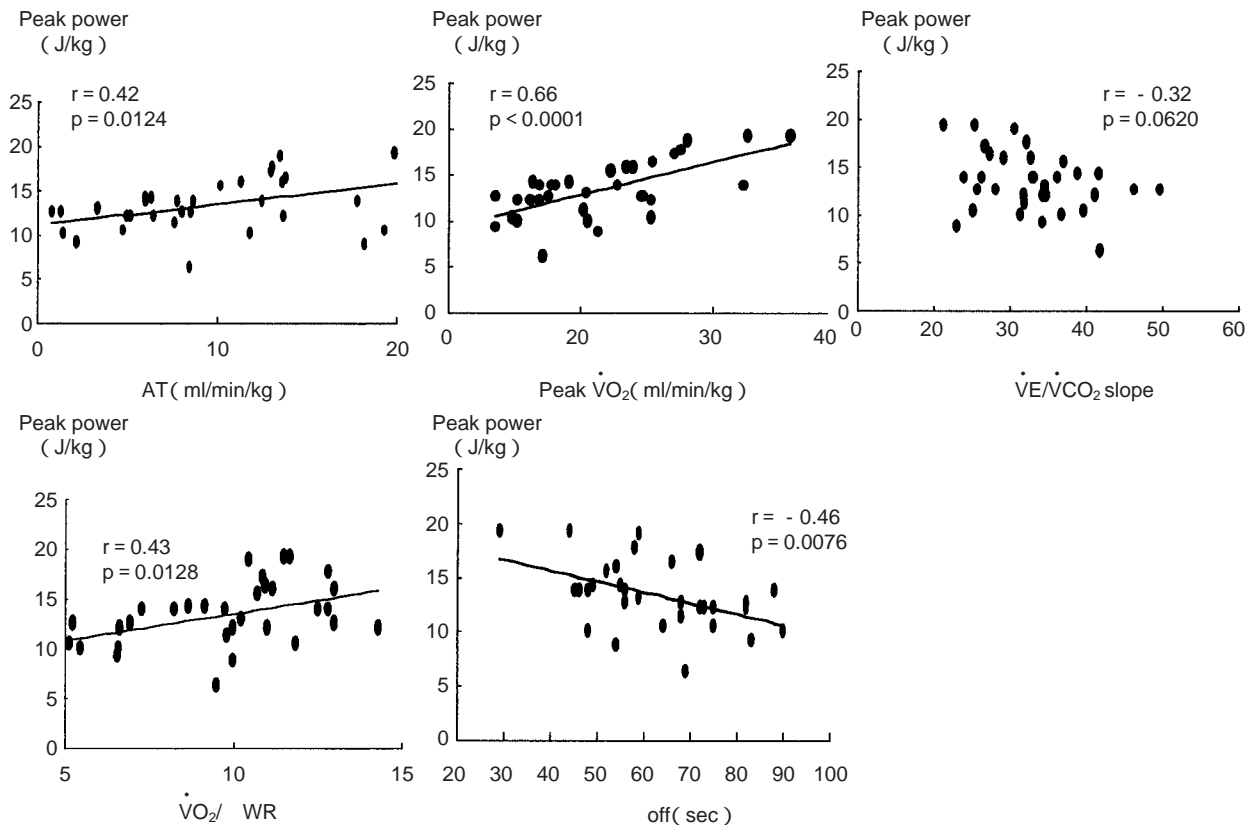 Peak power
( J/kg)
r = 0.42
p = 0.0124
25
20
15
10
5
0
0 10 20
AT( ml/min/kg)
Peak power
( J/kg)
r = 0.66
p < 0.0001
25
20
15
10
5
0
0 20 30 40
Peak V̇O₂( ml/min/kg)
Peak power
( J/kg)
r = - 0.32
p = 0.0620
25
20
15
10
5
0
0 10 20 30 40 50 60
V̇E/V̇CO₂ slope
Peak power
( J/kg)
r = 0.43
p = 0.0128
25
20
15
10
5
0
5 10 15
V̇O₂/ WR
Peak power
( J/kg)
r = - 0.46
p = 0.0076
25
20
15
10
5
0
20 30 40 50 60 70 80 90 100
off( sec)